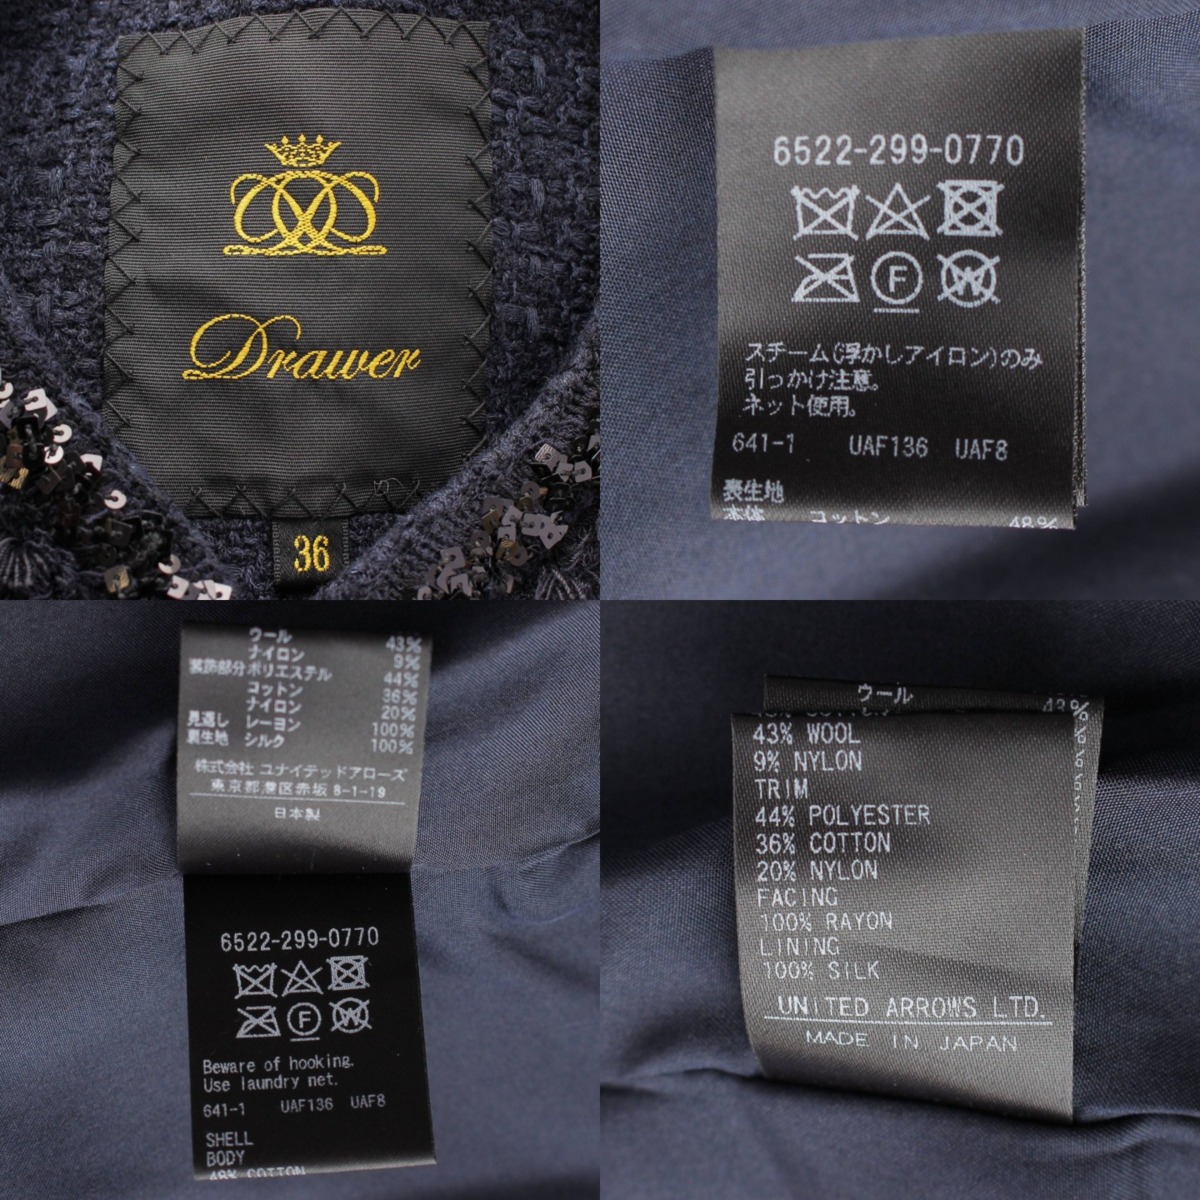 Drawer
36
6522-299-0770
F
W
スチーム(浮かしアイロン)のみ
引っかけ注意。
ネット使用。
641-1 UAF136 UAF8
表生地
本体 コットン 48%
ウール 43%
ナイロン 9%
装飾部分 ポリエステル 44%
コットン 36%
ナイロン 20%
見返し レーヨン 100%
裏生地 シルク 100%
株式会社 ユナイテッドアローズ
東京都港区赤坂 8-1-19
日本製
6522-299-0770
F
W
Beware of hooking.
Use laundry net.
641-1 UAF136 UAF8
SHELL
BODY
48% COTTON
ウール 43%
48% COTTON
43% WOOL
9% NYLON
TRIM
44% POLYESTER
36% COTTON
20% NYLON
FACING
100% RAYON
LINING
100% SILK
UNITED ARROWS LTD.
MADE IN JAPAN